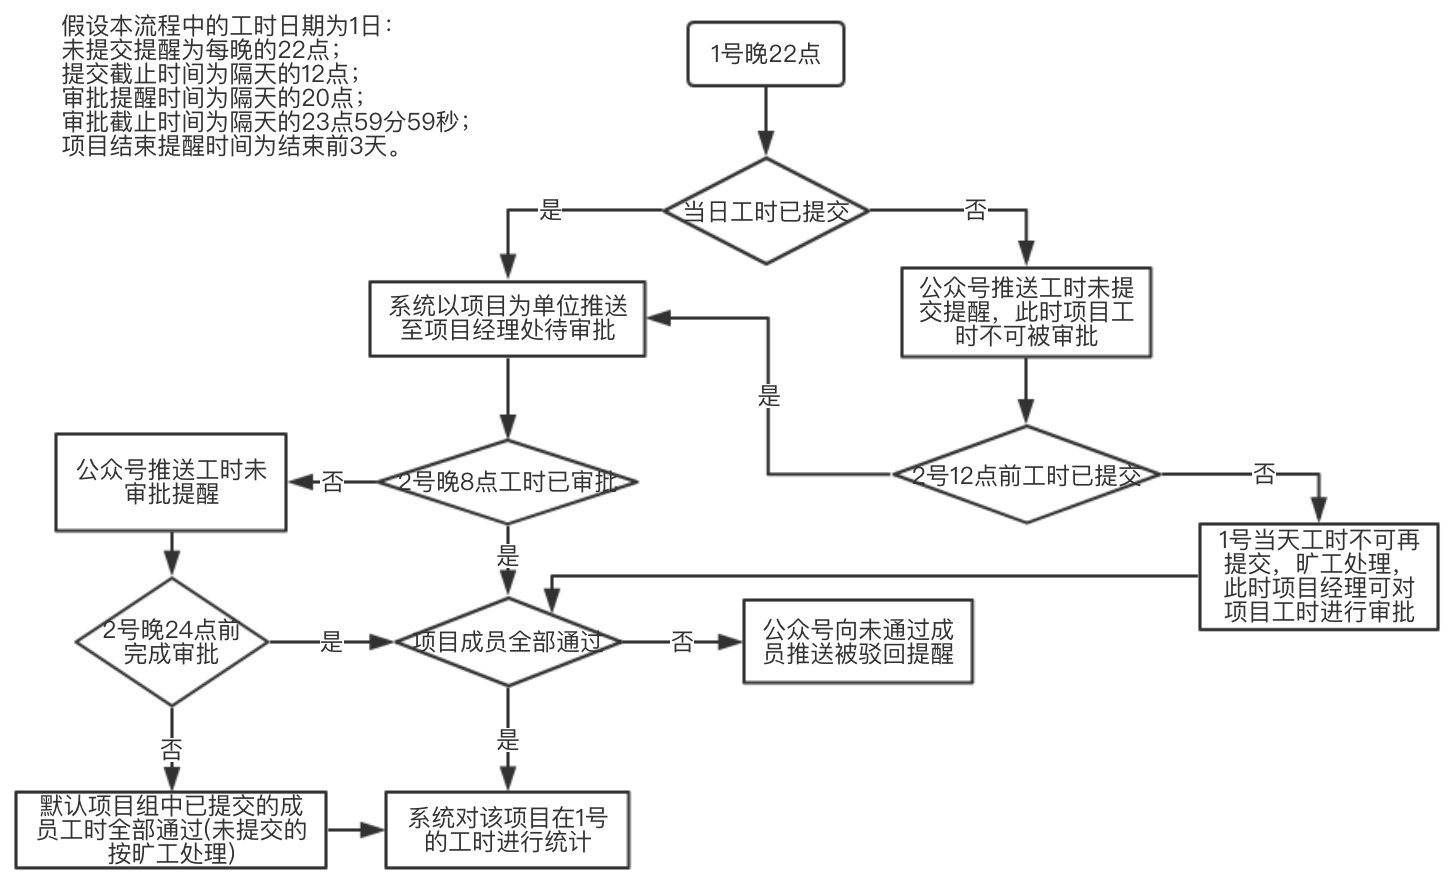 假设本流程中的工时日期为1日：
未提交提醒为每晚的22点；
提交截止时间为隔天的12点；
审批提醒时间为隔天的20点；
审批截止时间为隔天的23点59分59秒；
项目结束提醒时间为结束前3天。
1号晚22点
当日工时已提交
是
否
系统以项目为单位推送
至项目经理处待审批
公众号推送工时未提
交提醒，此时项目工
时不可被审批
是
2号12点前工时已提交
否
公众号推送工时未
审批提醒
否
2号晚8点工时已审批
是
1号当天工时不可再
提交，旷工处理，
此时项目经理可对
项目工时进行审批
2号晚24点前
完成审批
是
项目成员全部通过
否
公众号向未通过成
员推送被驳回提醒
否
是
默认项目组中已提交的成
员工时全部通过(未提交的
按旷工处理)
系统对该项目在1号
的工时进行统计